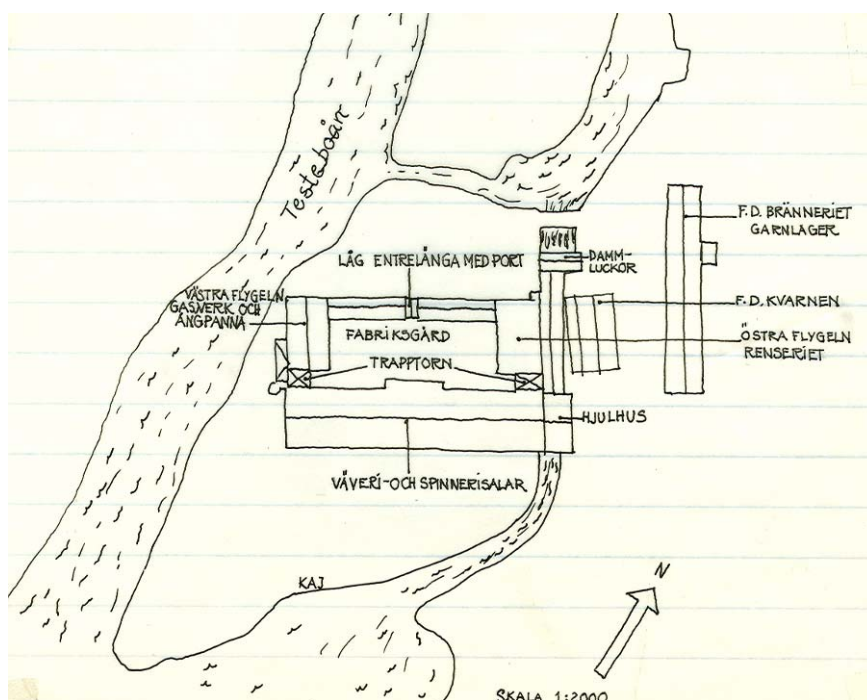 Testeboån
F.D. BRÄNNERIET
GARNLAGER
LÅG ENTRELÄNGA MED PORT
DAMM-
LUCKOR
VÄSTRA FLYGELN
GASVERK OCH
ÅNGPANNA
F.D. KVARNEN
FABRIKSGÅRD
ÖSTRA FLYGELN
RENSERIET
TRAPPTORN
HJULHUS
VÄVERI-OCH SPINNERISALAR
KAJ
N
SKALA 1:2000